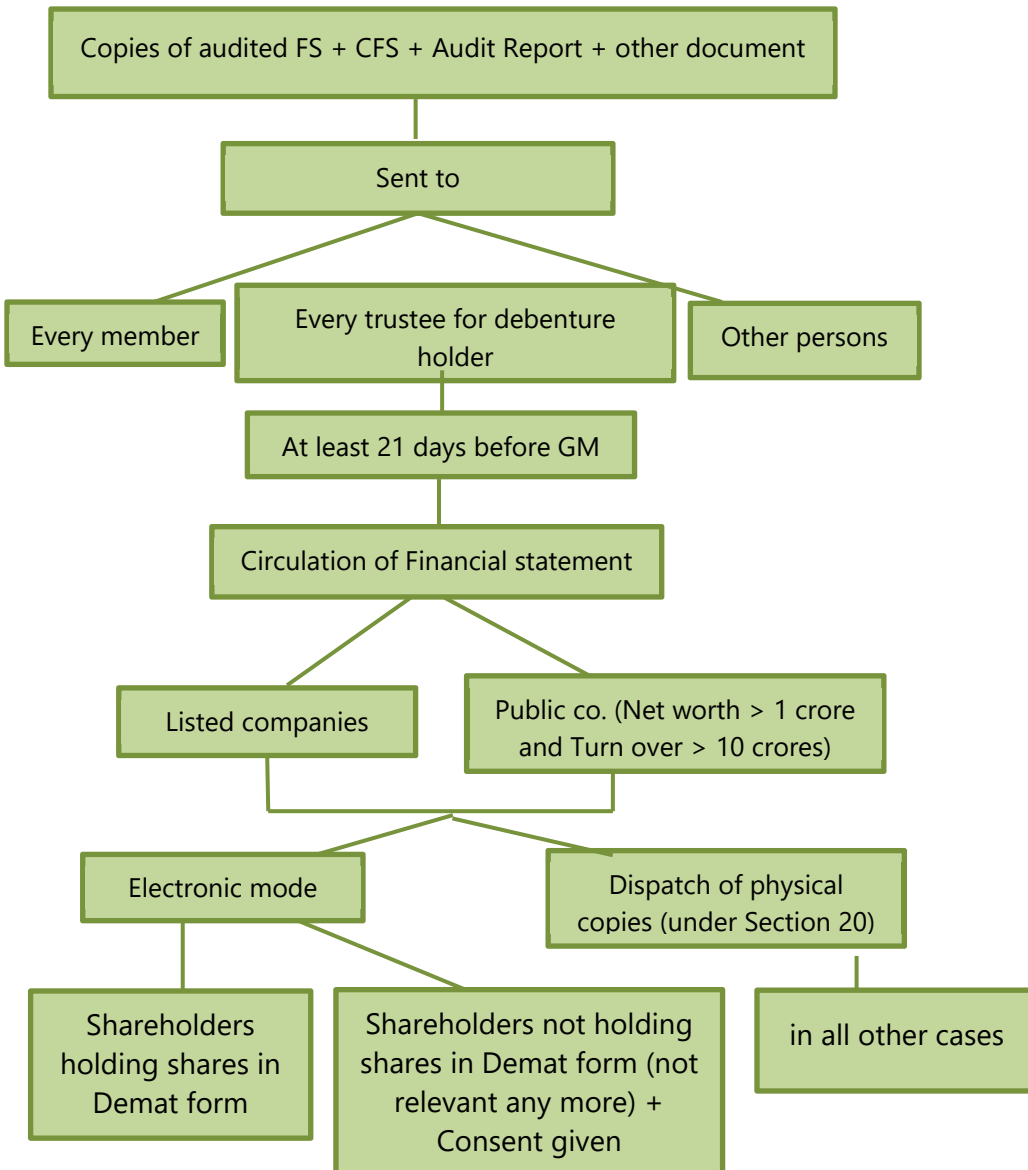 Copies of audited FS + CFS + Audit Report + other document
Sent to
Every member
Every trustee for debenture
holder
Other persons
At least 21 days before GM
Circulation of Financial statement
Listed companies
Public co. (Net worth > 1 crore
and Turn over > 10 crores)
Electronic mode
Dispatch of physical
copies (under Section 20)
Shareholders
holding shares in
Demat form
Shareholders not holding
shares in Demat form (not
relevant any more) +
Consent given
in all other cases